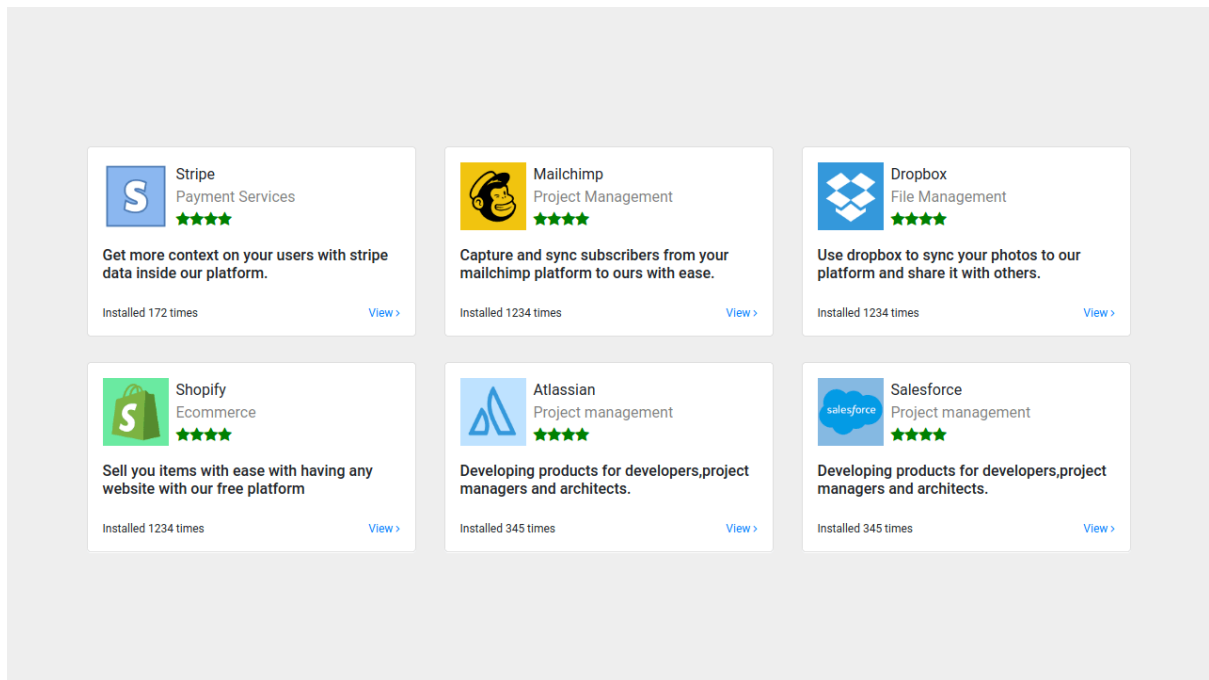 Stripe
Payment Services
Get more context on your users with stripe
data inside our platform.
Installed 172 times
View ›
Mailchimp
Project Management
Capture and sync subscribers from your
mailchimp platform to ours with ease.
Installed 1234 times
View ›
Dropbox
File Management
Use dropbox to sync your photos to our
platform and share it with others.
Installed 1234 times
View ›
Shopify
Ecommerce
Sell you items with ease with having any
website with our free platform
Installed 1234 times
View ›
Atlassian
Project management
Developing products for developers,project
managers and architects.
Installed 345 times
View ›
salesforce
Salesforce
Project management
Developing products for developers,project
managers and architects.
Installed 345 times
View ›